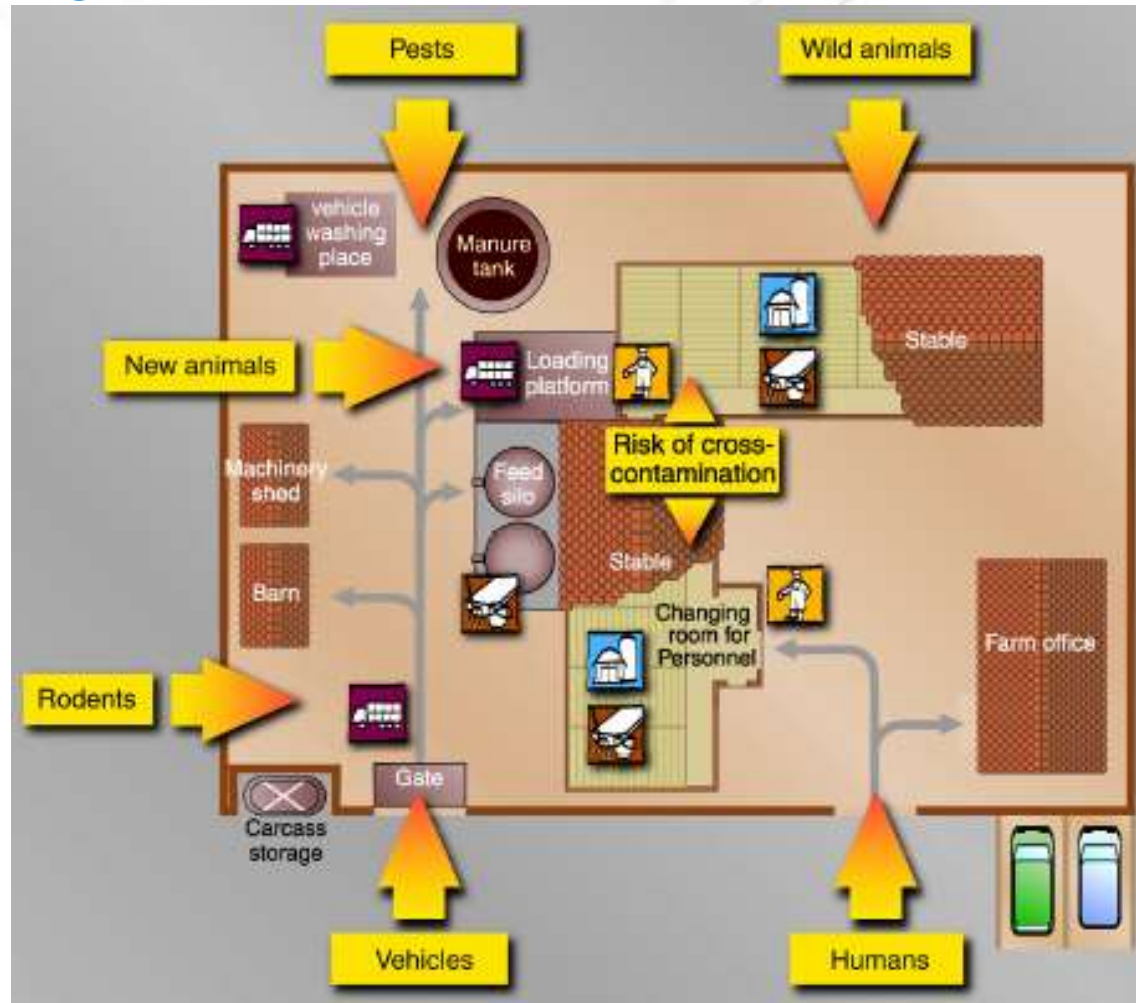 Pests
Wild animals
vehicle
washing
place
Manure
tank
New animals
Loading
platform
Stable
Risk of cross-
contamination
Machinery
shed
Feed
silo
Stable
Barn
Changing
room for
Personnel
Farm office
Rodents
Gate
Carcass
storage
Vehicles
Humans